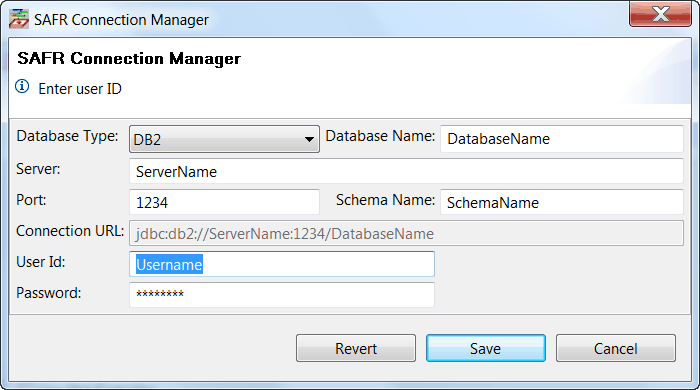 SAFR Connection Manager
SAFR Connection Manager
Enter user ID
Database Type: DB2 Database Name: DatabaseName
Server: ServerName
Port: 1234 Schema Name: SchemaName
Connection URL: jdbc:db2://ServerName:1234/DatabaseName
User Id: Username
Password: ********
Revert Save Cancel